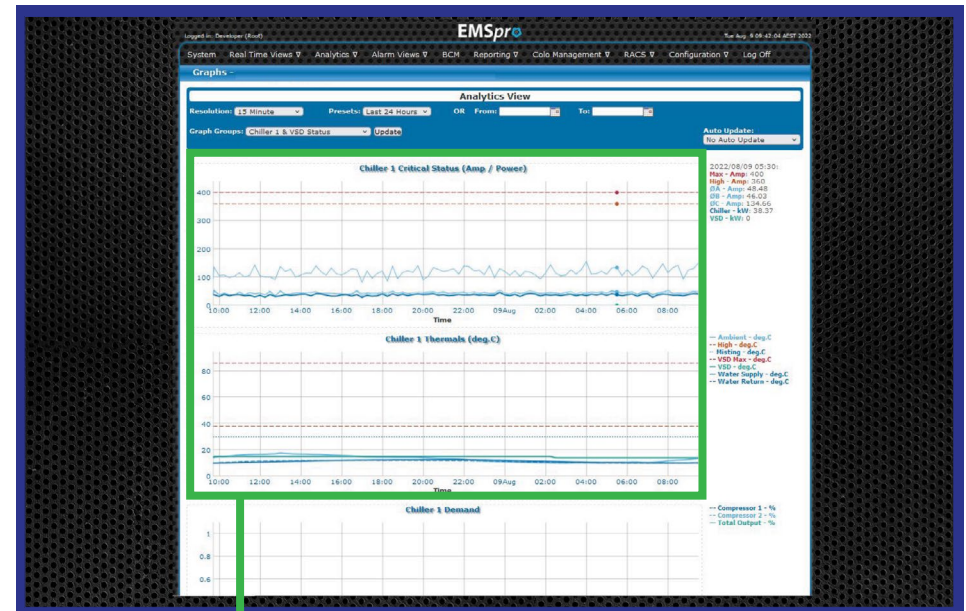 Logged in: Developer (Root)
EMSpro
Tue Aug 9 09:42:04 AEST 2022
System Real Time Views ∇ Analytics ∇ Alarm Views ∇ BCM Reporting ∇ Colo Management ∇ RACS ∇ Configuration ∇ Log Off
Graphs -
Analytics View
Resolution: 15 Minute Presets: Last 24 Hours OR From: To:
Graph Groups: Chiller 1 & VSD Status Update
Auto Update:
No Auto Update
Chiller 1 Critical Status (Amp / Power)
400
300
200
100
0
10:00 12:00 14:00 16:00 18:00 20:00 22:00 09Aug 02:00 04:00 06:00 08:00
Time
2022/08/09 05:30:
Max - Amp: 400
High - Amp: 360
ØA - Amp: 48.48
ØB - Amp: 46.03
ØC - Amp: 134.66
Chiller - kW: 38.37
VSD - kW: 0
Chiller 1 Thermals (deg.C)
80
60
40
20
0
10:00 12:00 14:00 16:00 18:00 20:00 22:00 09Aug 02:00 04:00 06:00 08:00
Time
Ambient - deg.C
High - deg.C
Misting - deg.C
VSD Max - deg.C
VSD - deg.C
Water Supply - deg.C
Water Return - deg.C
Chiller 1 Demand
1
0.8
0.6
Compressor 1 - %
Compressor 2 - %
Total Output - %